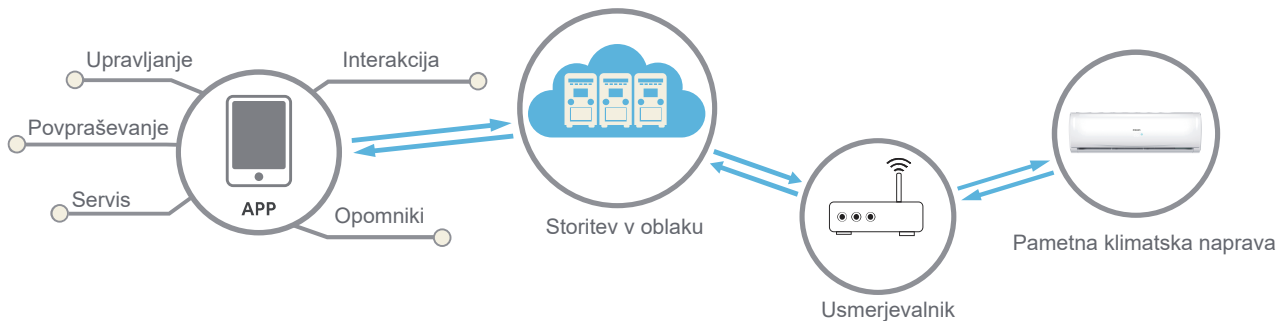 Upravljanje
Interakcija
Povpraševanje
Servis
APP
Opomniki
Storitev v oblaku
Usmerjevalnik
Pametna klimatska naprava